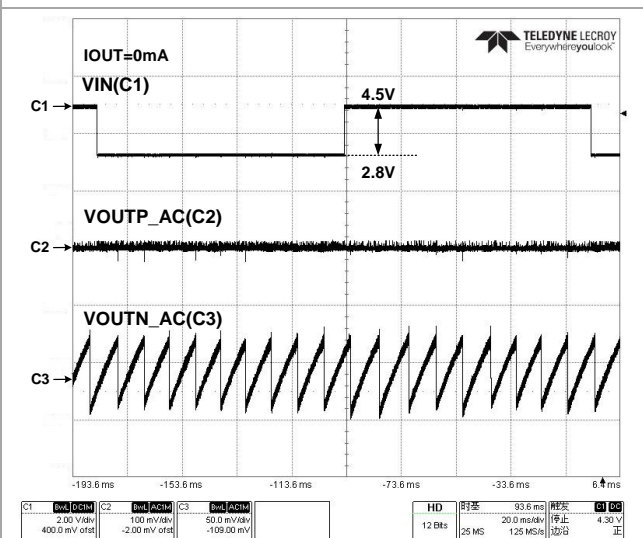 TELEDYNE LECROY
Everywhereyoulook™
IOUT=0mA
VIN(C1)
C1
4.5V
2.8V
VOUTP_AC(C2)
C2
VOUTN_AC(C3)
C3
-193.6 ms -153.6 ms -113.6 ms -73.6 ms -33.6 ms 6.4 ms
C1 BwL DC1M
2.00 V/div
400.0 mV ofst
C2 BwL AC1M
100 mV/div
-2.00 mV ofst
C3 BwL AC1M
50.0 mV/div
-109.00 mV
HD
12 Bits
时基 93.6 ms
20.0 ms/div
25 MS 125 MS/s
触发 C1 DC
停止 4.30 V
边沿 正